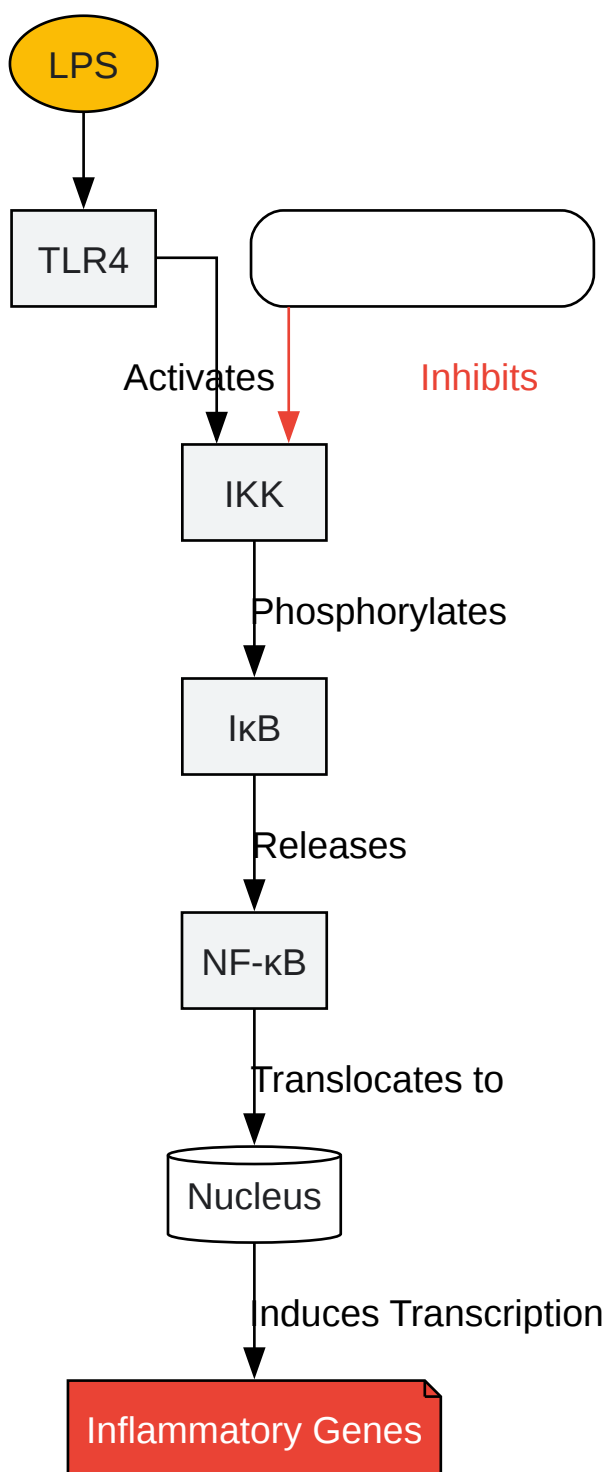 LPS
TLR4
Activates
Inhibits
IKK
Phosphorylates
IκB
Releases
NF-κB
Translocates to
Nucleus
Induces Transcription
Inflammatory Genes